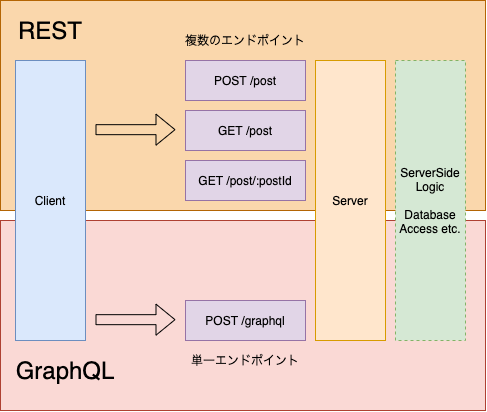 REST
複数のエンドポイント
POST /post
GET /post
GET /post/:postId
Client
Server
ServerSide
Logic
Database
Access etc.
POST /graphql
単一エンドポイント
GraphQL